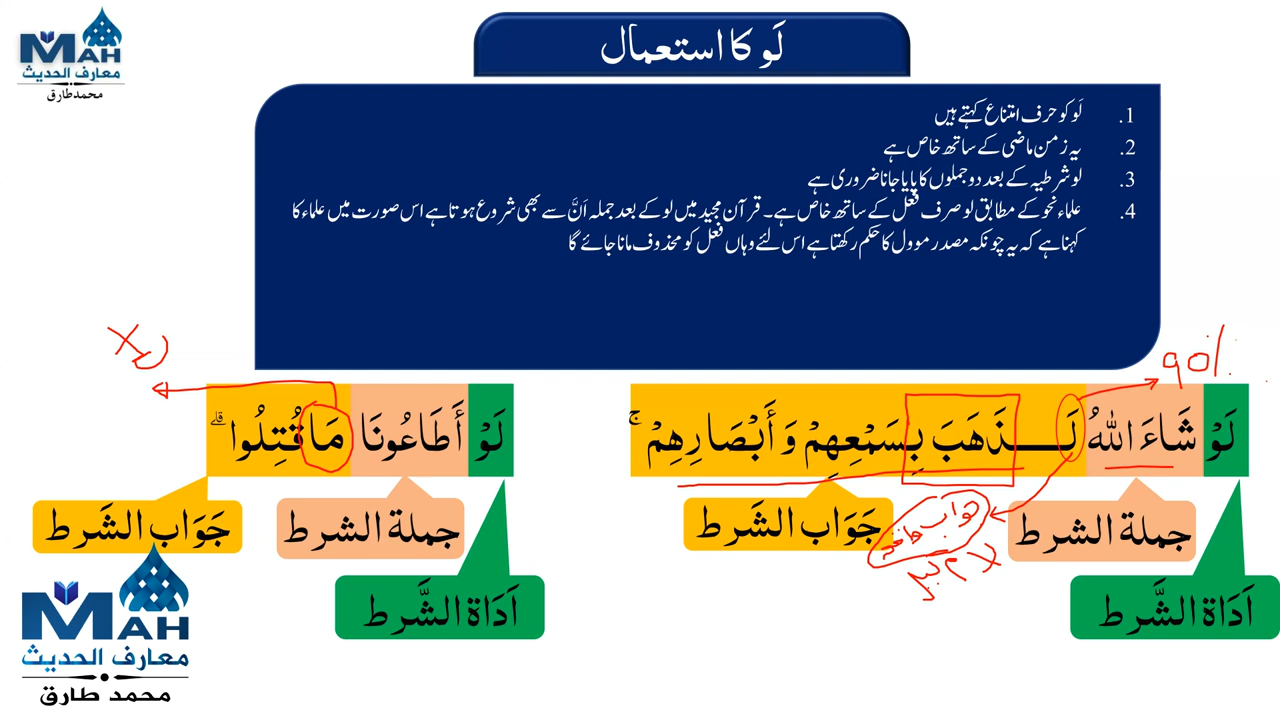 MAH
معارف الحدیث
محمد طارق
لَو کا استعمال
1. لَو کو حرف امتناع کہتے ہیں
2. یہ زمن ماضی کے ساتھ خاص ہے
3. لو شرطیہ کے بعد دو جملوں کا پایا جانا ضروری ہے
4. علماء نحو کے مطابق لو صرف فعل کے ساتھ خاص ہے۔ قرآن مجید میں لو کے بعد جملہ اَنَّ سے بھی شروع ہوتا ہے اس صورت میں علماء کا
کہنا ہے کہ یہ چونکہ مصدر موول کا حکم رکھتا ہے اس لئے وہاں فعل کو محذوف مانا جائے گا
90%
لَوْ شَاءَ اللهُ لَـــذَهَبَ بِسَمْعِهِمْ وَ أَبْصَارِهِمْ ۚ
لَوْ أَطَاعُونَا مَا قُتِلُوا ۗ
جملة الشرط
جَوَاب الشَرط
جملة الشرط
جَوَاب الشَرط
اَدَاة الشَّرط
اَدَاة الشَّرط
MAH
معارف الحدیث
محمد طارق